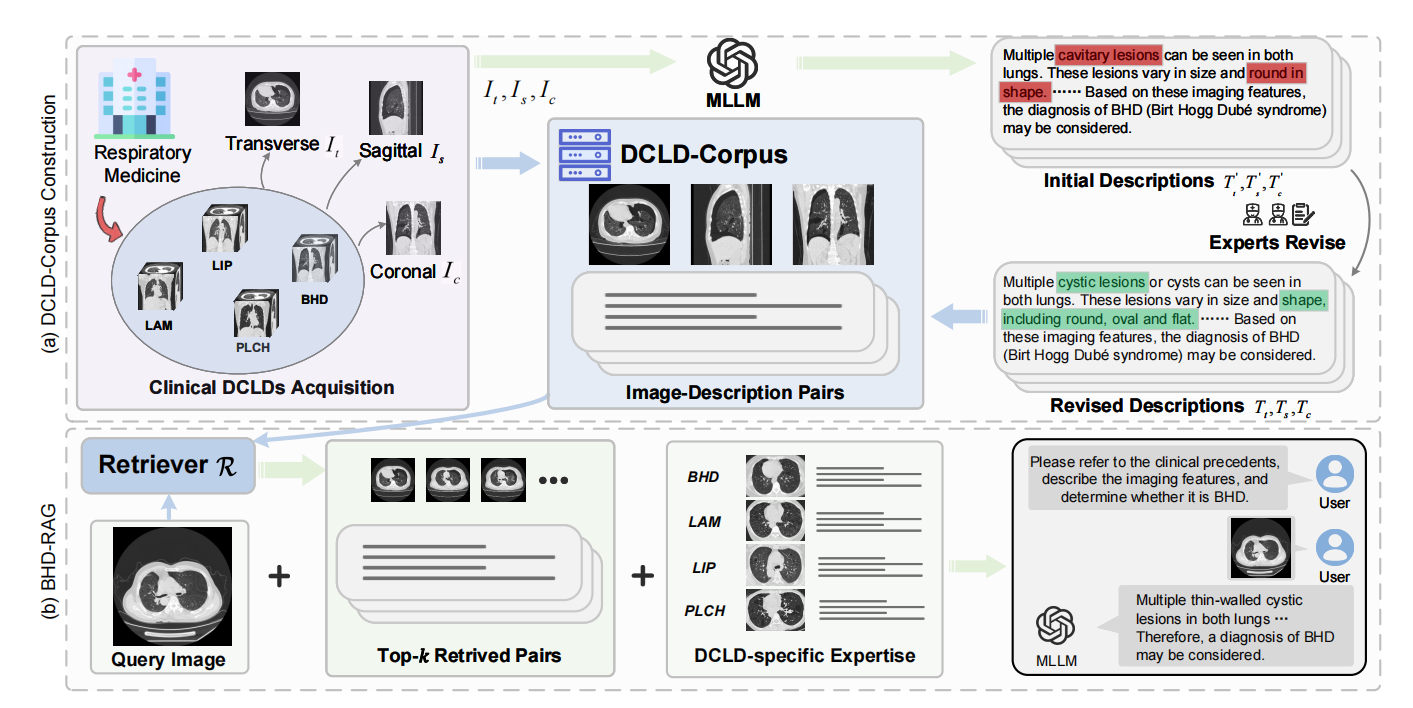 (a) DCLD-Corpus Construction
Respiratory
Medicine
Transverse I_t
Sagittal I_s
Coronal I_c
LIP
BHD
LAM
PLCH
Clinical DCLDs Acquisition
I_t, I_s, I_c
MLLM
DCLD-Corpus
Image-Description Pairs
Multiple cavitary lesions can be seen in both
lungs. These lesions vary in size and round in
shape. ······ Based on these imaging features,
the diagnosis of BHD (Birt Hogg Dubé syndrome)
may be considered.
Initial Descriptions T'_t, T'_s, T'_c
Experts Revise
Multiple cystic lesions or cysts can be seen in
both lungs. These lesions vary in size and shape,
including round, oval and flat. ······ Based on
these imaging features, the diagnosis of BHD
(Birt Hogg Dubé syndrome) may be considered.
Revised Descriptions T_t, T_s, T_c
(b) BHD-RAG
Retriever R
Query Image
+
Top-k Retrived Pairs
+
BHD
LAM
LIP
PLCH
DCLD-specific Expertise
Please refer to the clinical precedents,
describe the imaging features, and
determine whether it is BHD.
User
User
Multiple thin-walled cystic
lesions in both lungs ···
Therefore, a diagnosis of BHD
may be considered.
MLLM